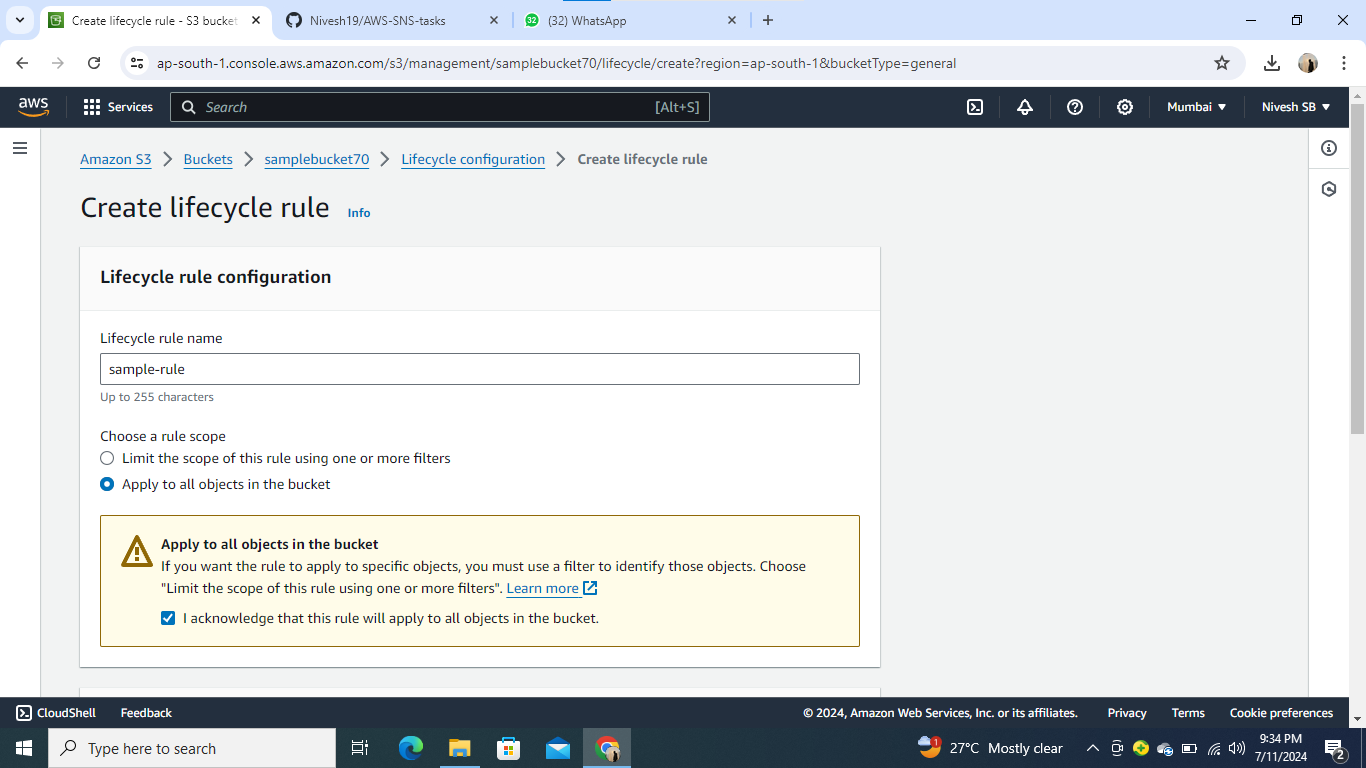 Create lifecycle rule - S3 bucket
Nivesh19/AWS-SNS-tasks
32
(32) WhatsApp
ap-south-1.console.aws.amazon.com/s3/management/samplebucket70/lifecycle/create?region=ap-south-1&bucketType=general
aws
Services
Search
[Alt+S]
Mumbai
Nivesh SB
Amazon S3
Buckets
samplebucket70
Lifecycle configuration
Create lifecycle rule
Create lifecycle rule
Info
Lifecycle rule configuration
Lifecycle rule name
sample-rule
Up to 255 characters
Choose a rule scope
Limit the scope of this rule using one or more filters
Apply to all objects in the bucket
Apply to all objects in the bucket
If you want the rule to apply to specific objects, you must use a filter to identify those objects. Choose
"Limit the scope of this rule using one or more filters". Learn more
I acknowledge that this rule will apply to all objects in the bucket.
CloudShell
Feedback
© 2024, Amazon Web Services, Inc. or its affiliates.
Privacy
Terms
Cookie preferences
Type here to search
1
27°C Mostly clear
9:34 PM
7/11/2024
2